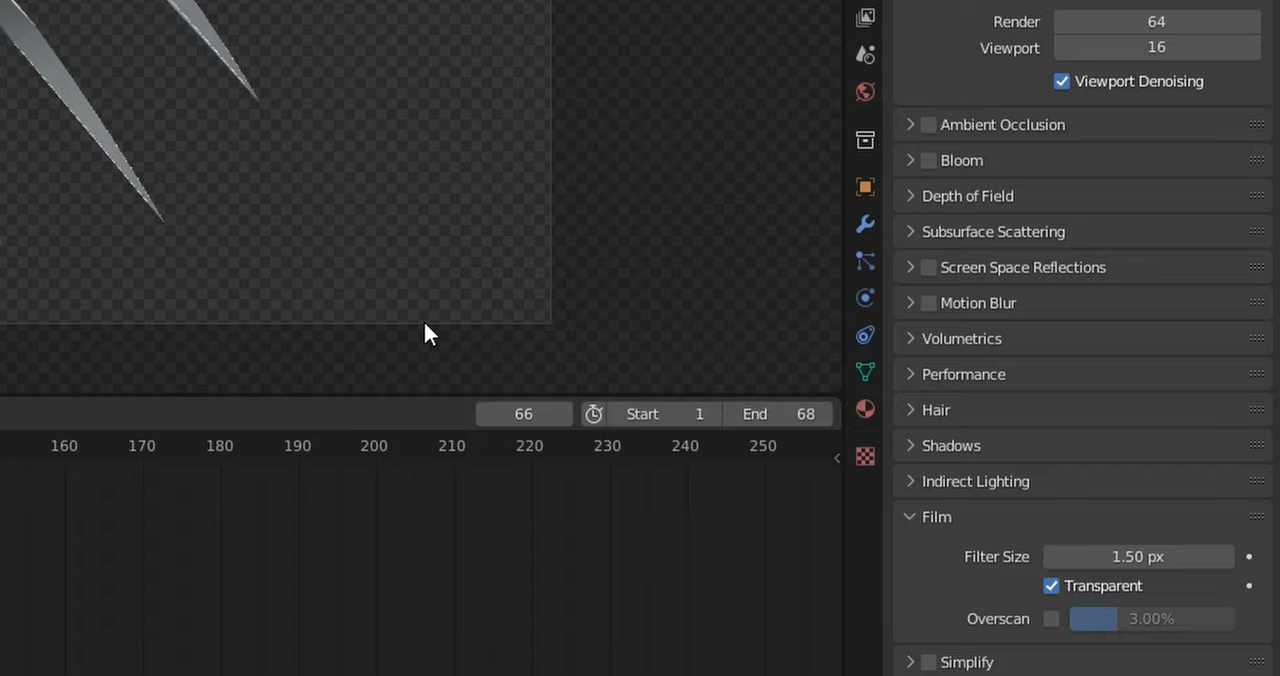 Render 64
Viewport 16
Viewport Denoising
Ambient Occlusion
Bloom
Depth of Field
Subsurface Scattering
Screen Space Reflections
Motion Blur
Volumetrics
Performance
Hair
Shadows
Indirect Lighting
Film
Filter Size 1.50 px
Transparent
Overscan 3.00%
Simplify
66 Start 1 End 68
160 170 180 190 200 210 220 230 240 250